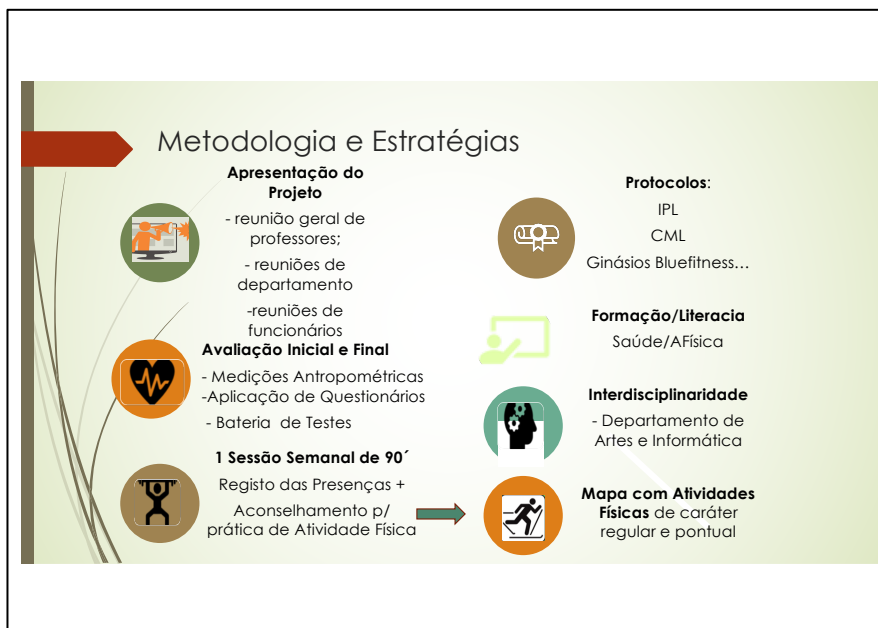 Metodologia e Estratégias
Apresentação do
Projeto
- reunião geral de
professores;
- reuniões de
departamento
-reuniões de
funcionários
Avaliação Inicial e Final
- Medições Antropométricas
-Aplicação de Questionários
- Bateria de Testes
1 Sessão Semanal de 90´
Registo das Presenças +
Aconselhamento p/
prática de Atividade Física
Protocolos:
IPL
CML
Ginásios Bluefitness...
Formação/Literacia
Saúde/AFísica
Interdisciplinaridade
- Departamento de
Artes e Informática
Mapa com Atividades
Físicas de caráter
regular e pontual